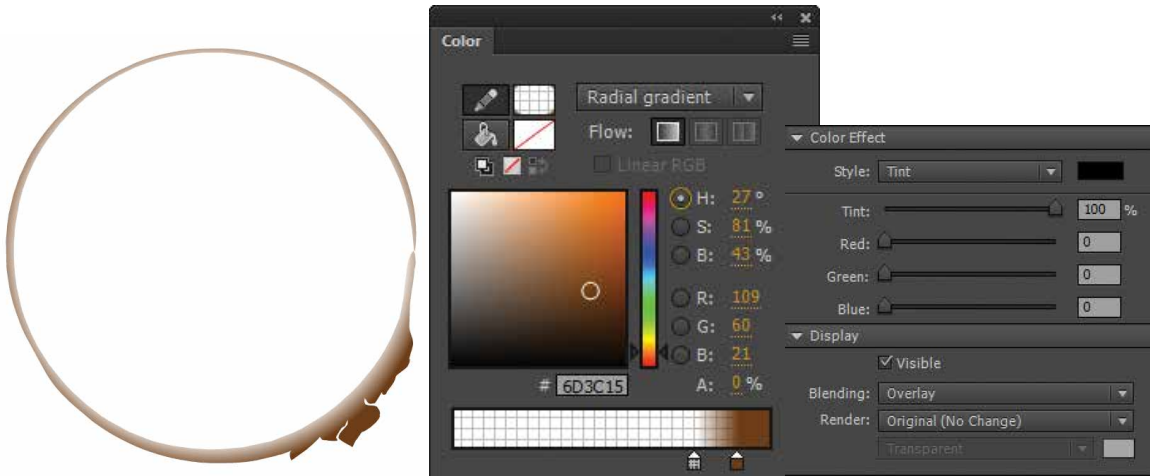 Color
Radial gradient
Flow:
Linear RGB
H: 27 °
S: 81 %
B: 43 %
R: 109
G: 60
B: 21
# 6D3C15 A: 0 %
Color Effect
Style: Tint
Tint: 100 %
Red: 0
Green: 0
Blue: 0
Display
Visible
Blending: Overlay
Render: Original (No Change)
Transparent